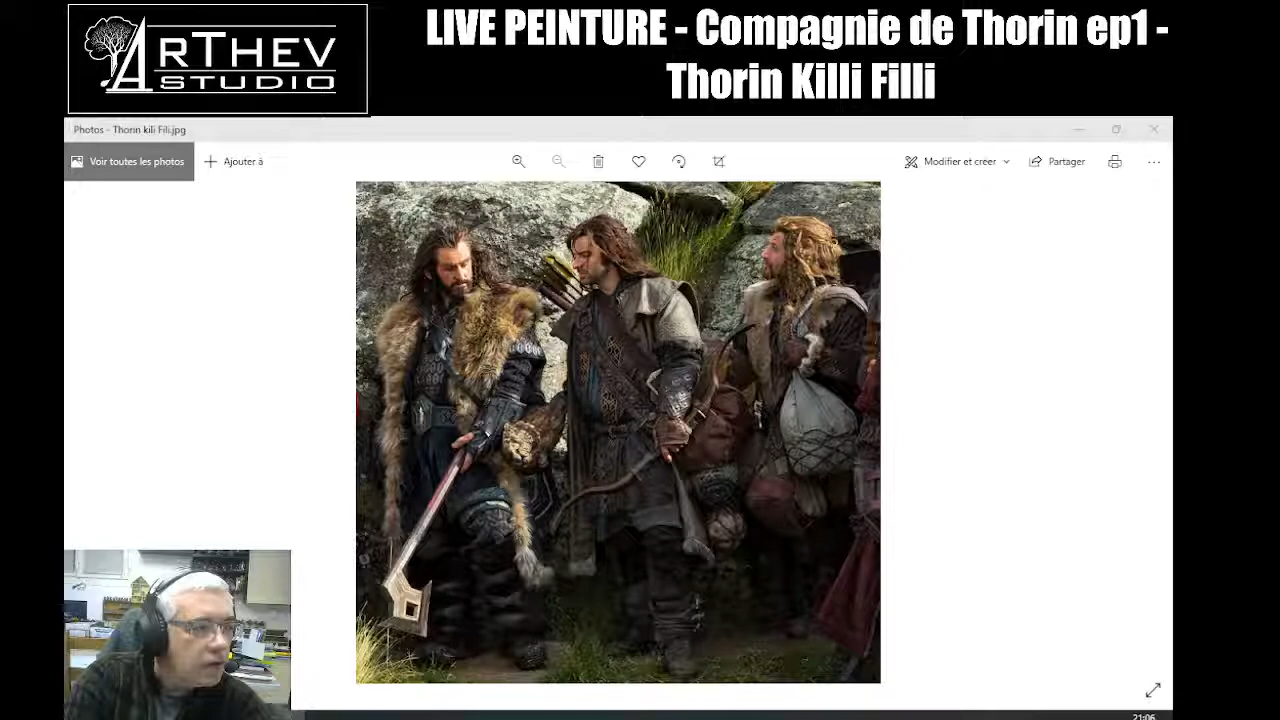 ARTHEV
STUDIO
LIVE PEINTURE - Compagnie de Thorin ep1 -
Thorin Killi Filli
Photos - Thorin kili Fili.jpg
Voir toutes les photos
Ajouter à
Modifier et créer
Partager
21:06